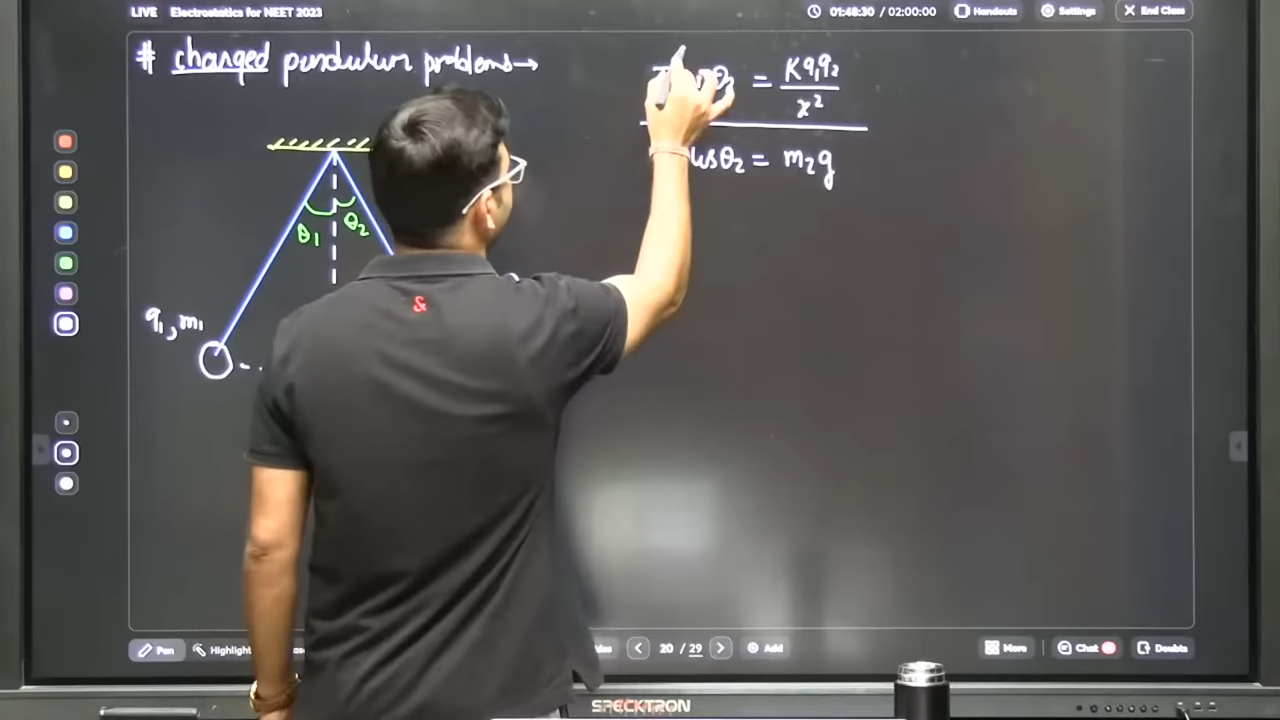 LIVE Electrostatics for NEET 2023 01:48:30 / 02:00:00 Handouts Settings End Class
# charged pendulum problems→
= Kq₁q₂
x²
cosθ₂ = m₂g
θ₁ θ₂
q₁, m₁
&
Pen Highlight 20 / 29 Add More Chat Doubts
SPECKTRON